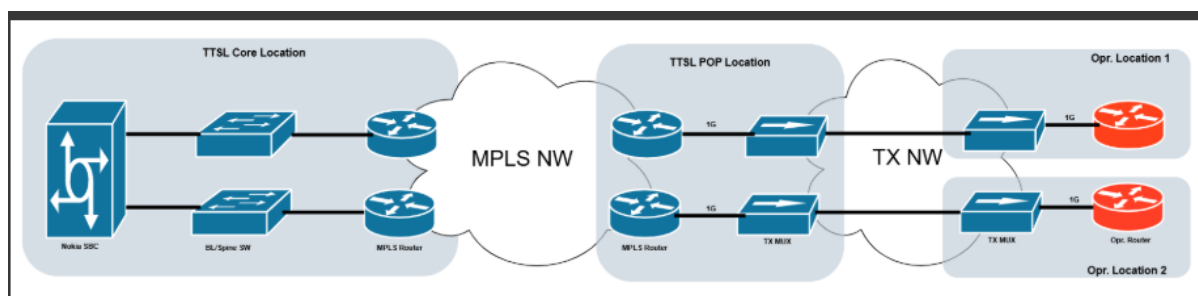 TTSL Core Location
TTSL POP Location
Opr. Location 1
1G
1G
MPLS NW
TX NW
1G
1G
Nokia SBC
BL/Spine SW
MPLS Router
MPLS Router
TX MUX
TX MUX
Opr. Router
Opr. Location 2